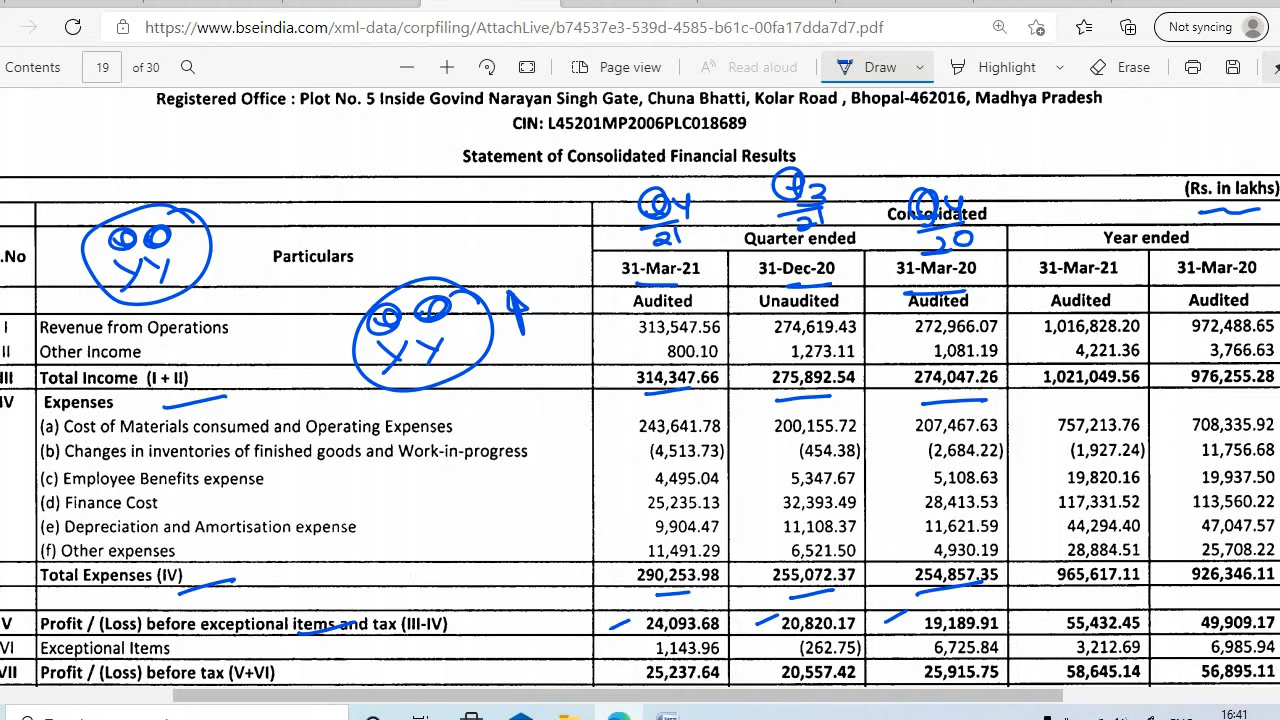 https://www.bseindia.com/xml-data/corpfiling/AttachLive/b74537e3-539d-4585-b61c-00fa17dda7d7.pdf Not syncing
Contents 19 of 30 Page view Read aloud Draw Highlight Erase
Registered Office : Plot No. 5 Inside Govind Narayan Singh Gate, Chuna Bhatti, Kolar Road , Bhopal-462016, Madhya Pradesh
CIN: L45201MP2006PLC018689
Statement of Consolidated Financial Results
(Rs. in lakhs)
Q4/21 Q3/21 Q4/20
Consolidated
.No Particulars Quarter ended Year ended
31-Mar-21 31-Dec-20 31-Mar-20 31-Mar-21 31-Mar-20
Audited Unaudited Audited Audited Audited
QQ
YY
QQ
YY
I Revenue from Operations 313,547.56 274,619.43 272,966.07 1,016,828.20 972,488.65
II Other Income 800.10 1,273.11 1,081.19 4,221.36 3,766.63
III Total Income (I + II) 314,347.66 275,892.54 274,047.26 1,021,049.56 976,255.28
IV Expenses
(a) Cost of Materials consumed and Operating Expenses 243,641.78 200,155.72 207,467.63 757,213.76 708,335.92
(b) Changes in inventories of finished goods and Work-in-progress (4,513.73) (454.38) (2,684.22) (1,927.24) 11,756.68
(c) Employee Benefits expense 4,495.04 5,347.67 5,108.63 19,820.16 19,937.50
(d) Finance Cost 25,235.13 32,393.49 28,413.53 117,331.52 113,560.22
(e) Depreciation and Amortisation expense 9,904.47 11,108.37 11,621.59 44,294.40 47,047.57
(f) Other expenses 11,491.29 6,521.50 4,930.19 28,884.51 25,708.22
Total Expenses (IV) 290,253.98 255,072.37 254,857.35 965,617.11 926,346.11
V Profit / (Loss) before exceptional items and tax (III-IV) 24,093.68 20,820.17 19,189.91 55,432.45 49,909.17
VI Exceptional Items 1,143.96 (262.75) 6,725.84 3,212.69 6,985.94
VII Profit / (Loss) before tax (V+VI) 25,237.64 20,557.42 25,915.75 58,645.14 56,895.11
16:41